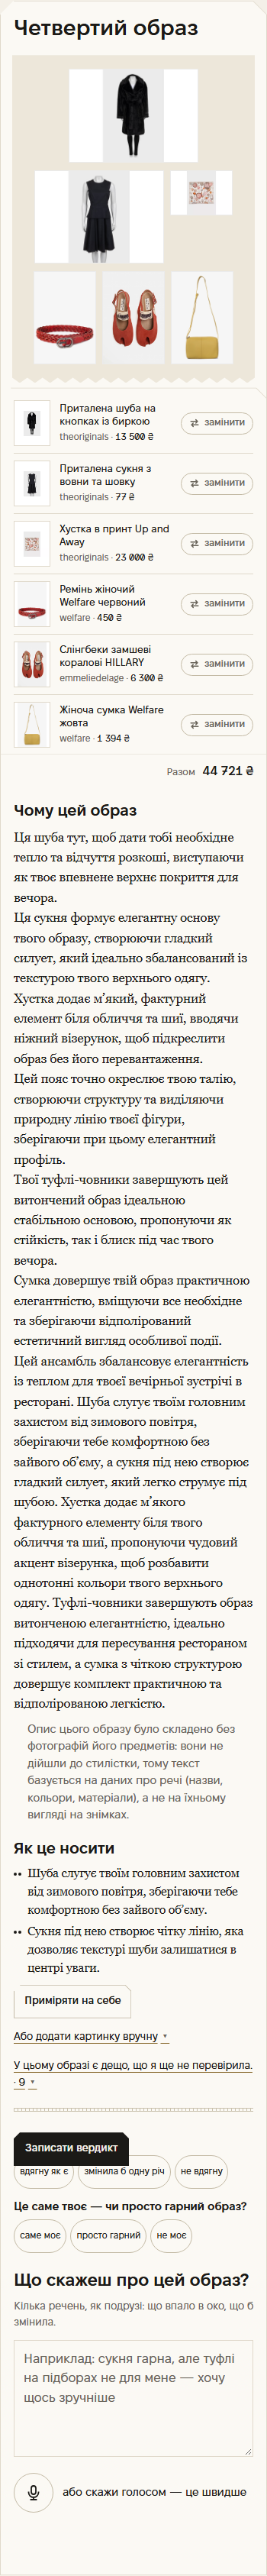 Четвертий образ
Приталена шуба на
кнопках із биркою
theoriginals · 13 500 ₴
замінити
Приталена сукня з
вовни та шовку
theoriginals · 77 ₴
замінити
Хустка в принт Up and
Away
theoriginals · 23 000 ₴
замінити
Ремінь жіночий
Welfare червоний
welfare · 450 ₴
замінити
Слінгбеки замшеві
коралові HILLARY
emmeliedelage · 6 300 ₴
замінити
Жіноча сумка Welfare
жовта
welfare · 1 394 ₴
замінити
Разом 44 721 ₴
Чому цей образ
Ця шуба тут, щоб дати тобі необхідне
тепло та відчуття розкоші, виступаючи
як твоє впевнене верхнє покриття для
вечора.
Ця сукня формує елегантну основу
твого образу, створюючи гладкий
силует, який ідеально збалансований із
текстурою твого верхнього одягу.
Хустка додає м’який, фактурний
елемент біля обличчя та шиї, вводячи
ніжний візерунок, щоб підкреслити
образ без його перевантаження.
Цей пояс точно окреслює твою талію,
створюючи структуру та виділяючи
природну лінію твоєї фігури,
зберігаючи при цьому елегантний
профіль.
Твої туфлі-човники завершують цей
витончений образ ідеальною
стабільною основою, пропонуючи як
стійкість, так і блиск під час твого
вечора.
Сумка довершує твій образ практичною
елегантністю, вміщуючи все необхідне
та зберігаючи відполірований
естетичний вигляд особливої події.
Цей ансамбль збалансовує елегантність
із теплом для твоєї вечірньої зустрічі в
ресторані. Шуба слугує твоїм головним
захистом від зимового повітря,
зберігаючи тебе комфортною без
зайвого об’єму, а сукня під нею створює
гладкий силует, який легко струмує під
шубою. Хустка додає м’якого
фактурного елементу біля твого
обличчя та шиї, пропонуючи чудовий
акцент візерунка, щоб розбавити
однотонні кольори твого верхнього
одягу. Туфлі-човники завершують образ
витонченою елегантністю, ідеально
підходячи для пересування рестораном
зі стилем, а сумка з чіткою структурою
довершує комплект практичною та
відполірованою легкістю.
Опис цього образу було складено без
фотографій його предметів: вони не
дійшли до стилістки, тому текст
базується на даних про речі (назви,
кольори, матеріали), а не на їхньому
вигляді на знімках.
Як це носити
Шуба слугує твоїм головним захистом
від зимового повітря, зберігаючи тебе
комфортною без зайвого об’єму.
Сукня під нею створює чітку лінію, яка
дозволяє текстурі шуби залишатися в
центрі уваги.
Приміряти на себе
Або додати картинку вручну
У цьому образі є дещо, що я ще не перевірила.
· 9
Записати вердикт
вдягну як є
змінила б одну річ
не вдягну
Це саме твоє — чи просто гарний образ?
саме моє
просто гарний
не моє
Що скажеш про цей образ?
Кілька речень, як подрузі: що впало в око, що б
змінила.
Наприклад: сукня гарна, але туфлі
на підборах не для мене — хочу
щось зручніше
або скажи голосом — це швидше